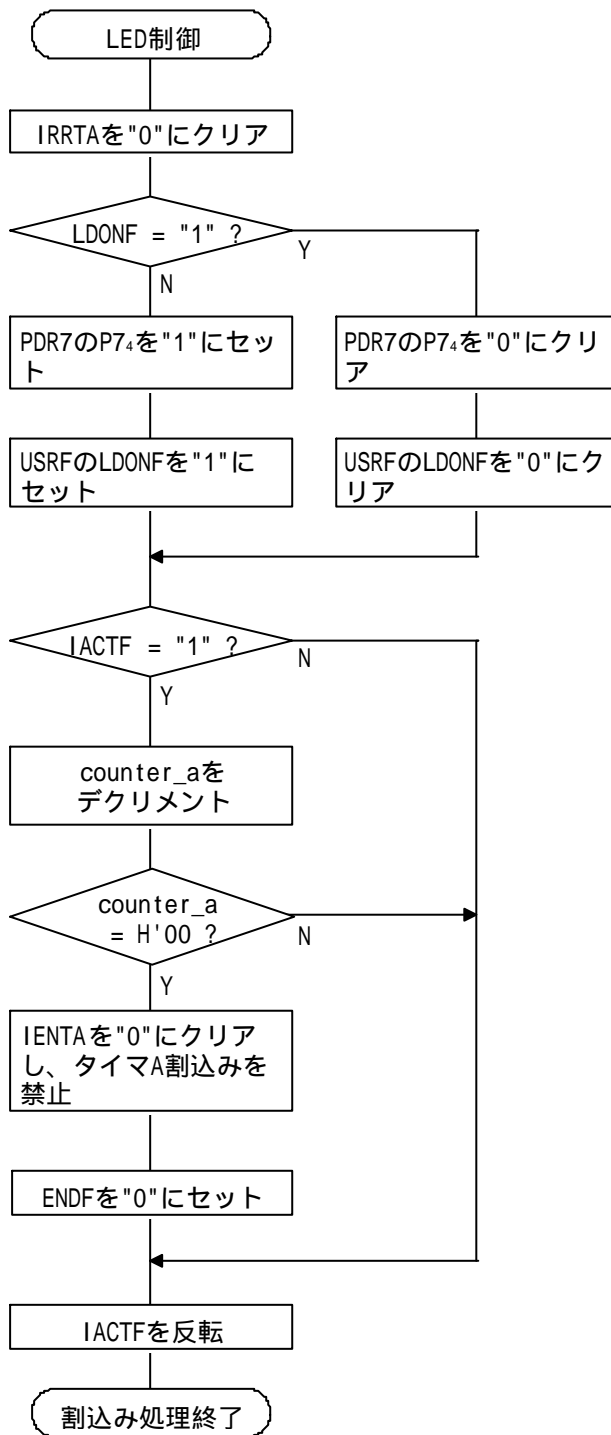 LED制御
IRRTAを"0"にクリア
LDONF = "1" ?
Y
N
PDR7のP7₄を"1"にセッ
ト
PDR7のP7₄を"0"にクリ
ア
USRFのLDONFを"1"に
セット
USRFのLDONFを"0"にク
リア
IACTF = "1" ?
N
Y
counter_aを
デクリメント
counter_a
= H'00 ?
N
Y
IENTAを"0"にクリア
し、タイマA割込みを
禁止
ENDFを"0"にセット
IACTFを反転
割込み処理終了